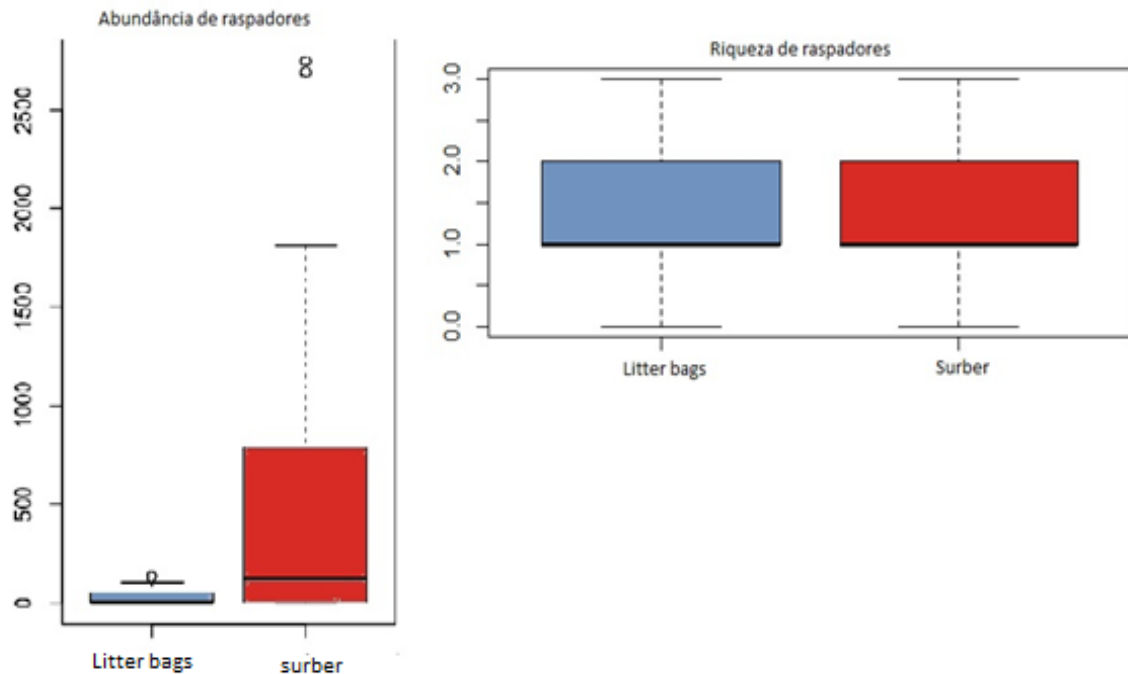 Abundância de raspadores
2500
2000
1500
1000
500
0
Litter bags
surber
Riqueza de raspadores
3.0
2.0
1.0
0.0
Litter bags
Surber